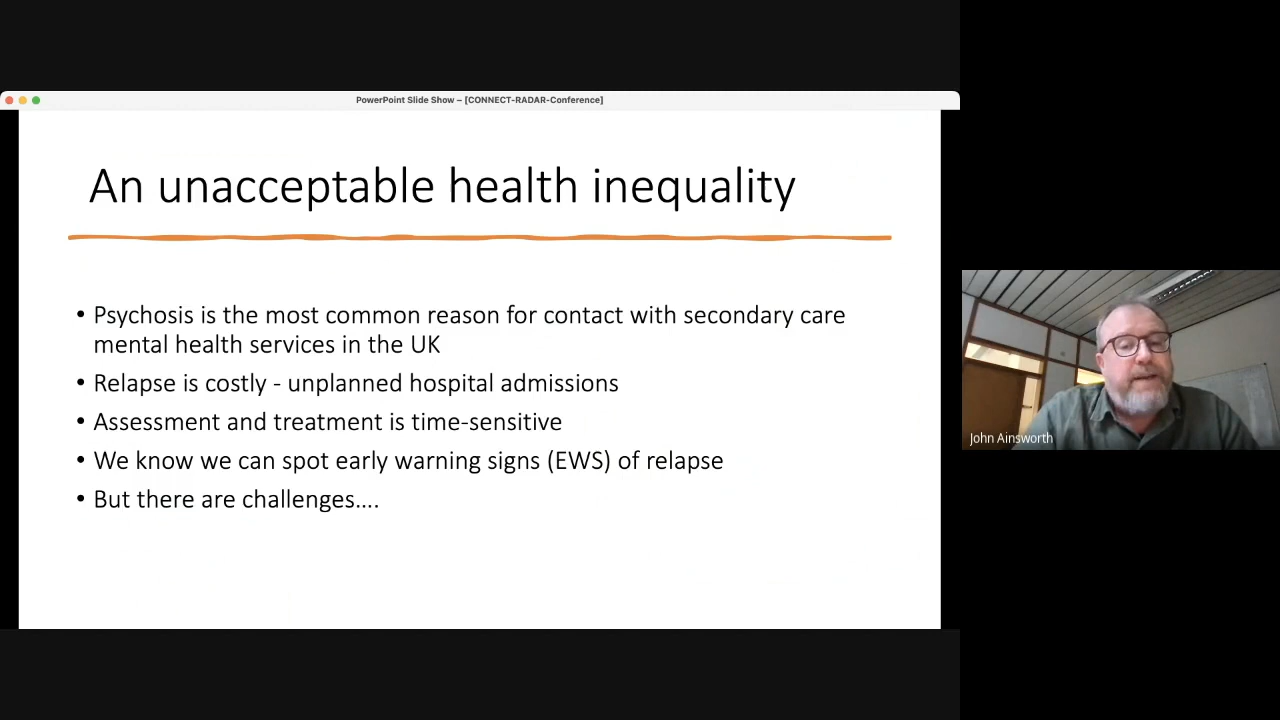 PowerPoint Slide Show – [CONNECT-RADAR-Conference]
An unacceptable health inequality
• Psychosis is the most common reason for contact with secondary care
mental health services in the UK
• Relapse is costly - unplanned hospital admissions
• Assessment and treatment is time-sensitive
• We know we can spot early warning signs (EWS) of relapse
• But there are challenges....
John Ainsworth